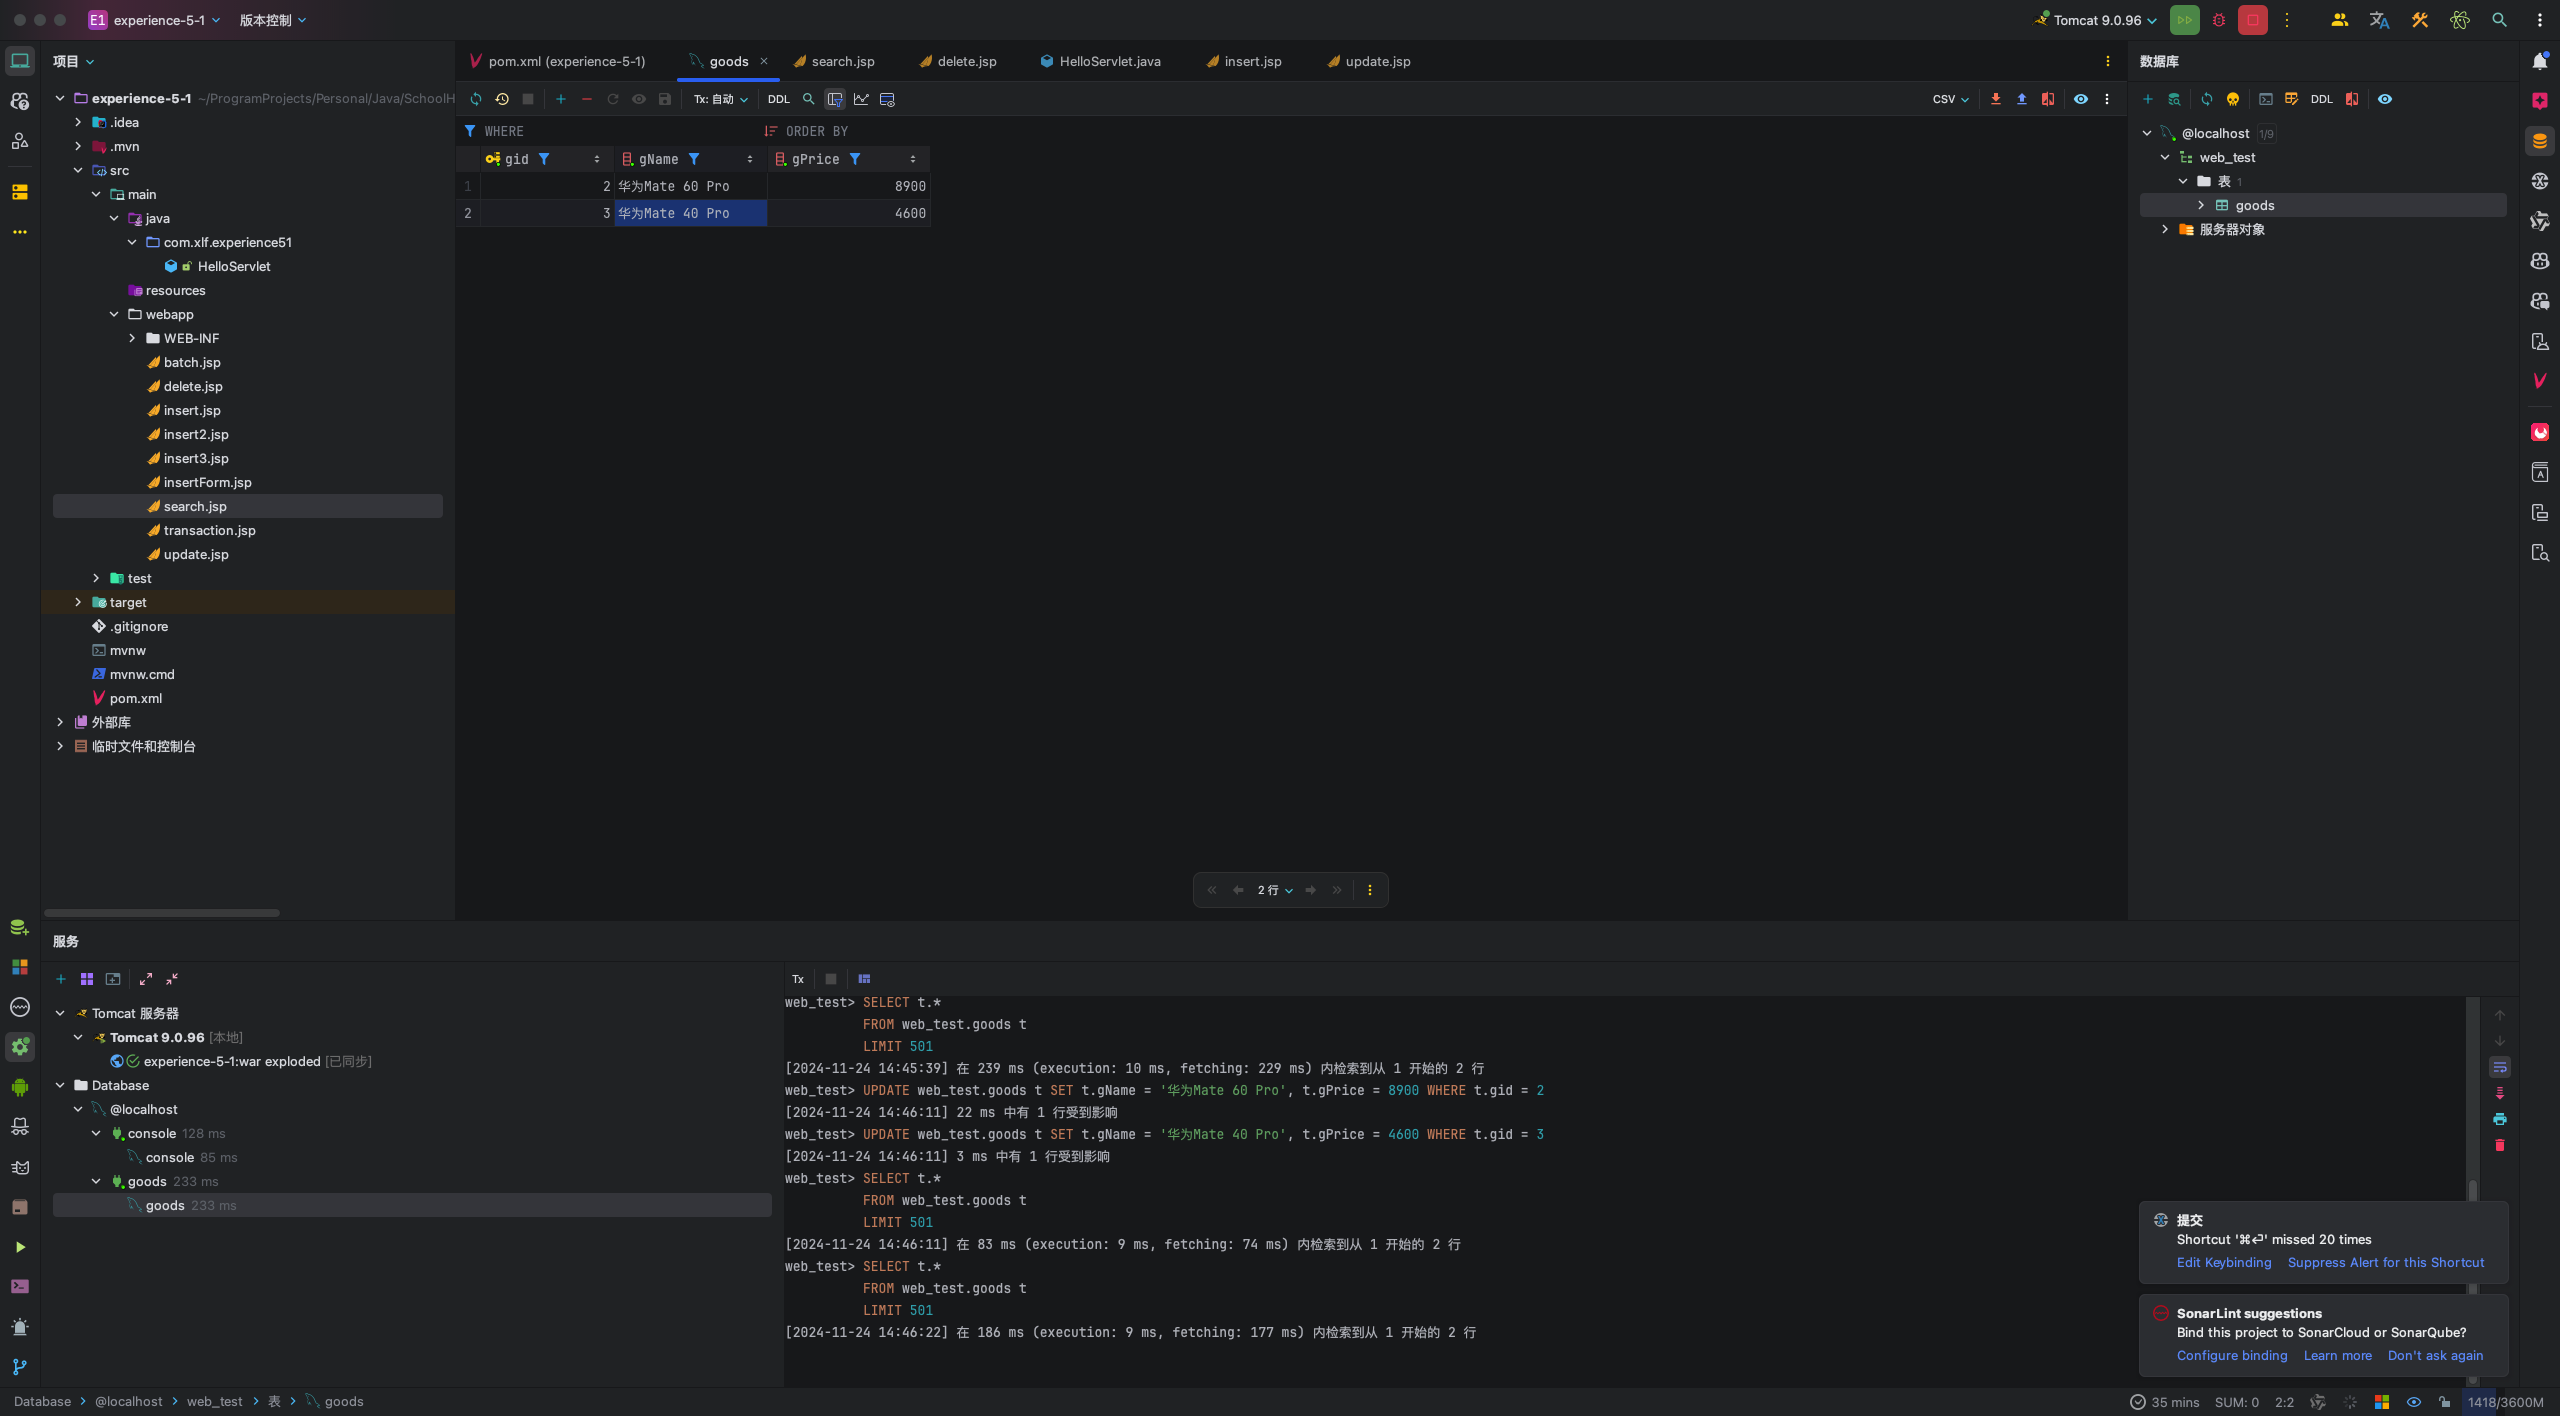 E1 experience-5-1 版本控制 Tomcat 9.0.96
项目
experience-5-1 ~/ProgramProjects/Personal/Java/SchoolH
.idea
.mvn
src
main
java
com.xlf.experience51
HelloServlet
resources
webapp
WEB-INF
batch.jsp
delete.jsp
insert.jsp
insert2.jsp
insert3.jsp
insertForm.jsp
search.jsp
transaction.jsp
update.jsp
test
target
.gitignore
mvnw
mvnw.cmd
pom.xml
外部库
临时文件和控制台
pom.xml (experience-5-1) goods search.jsp delete.jsp HelloServlet.java insert.jsp update.jsp
Tx: 自动 DDL CSV
WHERE ORDER BY
gid gName gPrice
1 2 华为Mate 60 Pro 8900
2 3 华为Mate 40 Pro 4600
2 行
数据库
DDL
@localhost 1/9
web_test
表 1
goods
服务器对象
服务
Tomcat 服务器
Tomcat 9.0.96 [本地]
experience-5-1:war exploded [已同步]
Database
@localhost
console 128 ms
console 85 ms
goods 233 ms
goods 233 ms
Tx
web_test> SELECT t.*
FROM web_test.goods t
LIMIT 501
[2024-11-24 14:45:39] 在 239 ms (execution: 10 ms, fetching: 229 ms) 内检索到从 1 开始的 2 行
web_test> UPDATE web_test.goods t SET t.gName = '华为Mate 60 Pro', t.gPrice = 8900 WHERE t.gid = 2
[2024-11-24 14:46:11] 22 ms 中有 1 行受到影响
web_test> UPDATE web_test.goods t SET t.gName = '华为Mate 40 Pro', t.gPrice = 4600 WHERE t.gid = 3
[2024-11-24 14:46:11] 3 ms 中有 1 行受到影响
web_test> SELECT t.*
FROM web_test.goods t
LIMIT 501
[2024-11-24 14:46:11] 在 83 ms (execution: 9 ms, fetching: 74 ms) 内检索到从 1 开始的 2 行
web_test> SELECT t.*
FROM web_test.goods t
LIMIT 501
[2024-11-24 14:46:22] 在 186 ms (execution: 9 ms, fetching: 177 ms) 内检索到从 1 开始的 2 行
提交
Shortcut '⌘⏎' missed 20 times
Edit Keybinding Suppress Alert for this Shortcut
SonarLint suggestions
Bind this project to SonarCloud or SonarQube?
Configure binding Learn more Don't ask again
Database @localhost web_test 表 goods 35 mins SUM: 0 2:2 1418/3600M